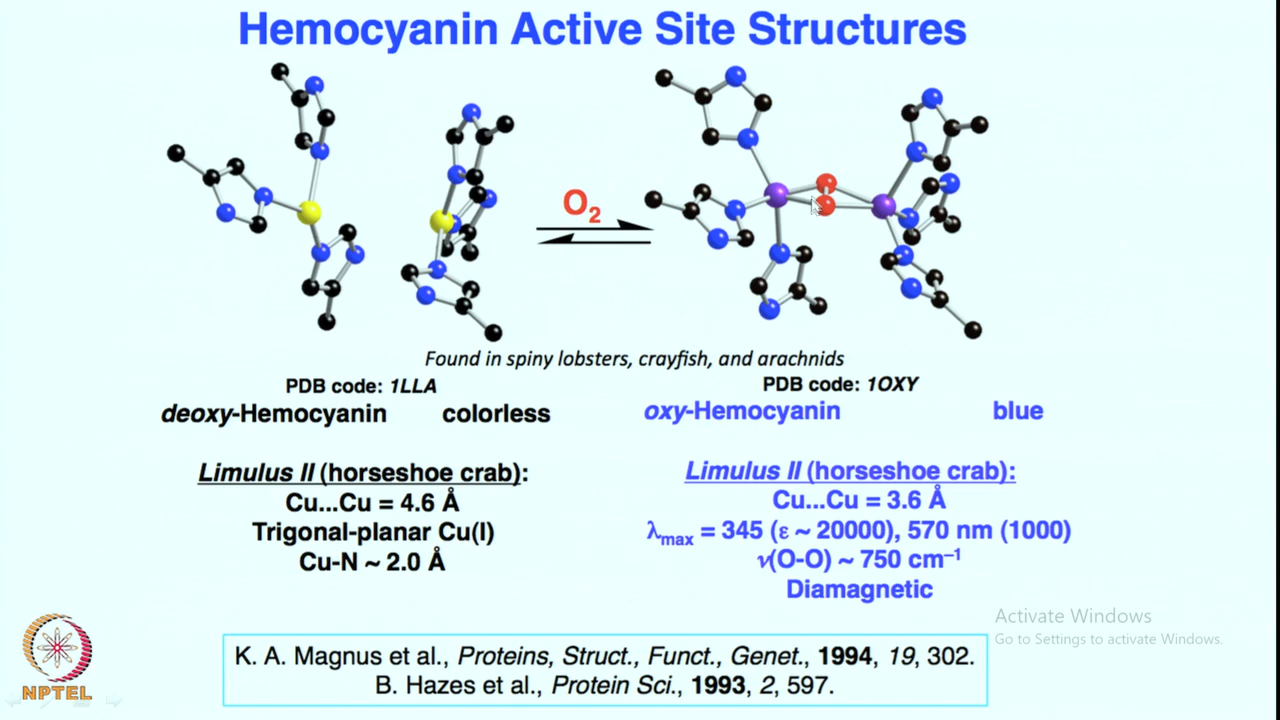 Hemocyanin Active Site Structures
O2
Found in spiny lobsters, crayfish, and arachnids
PDB code: 1LLA
PDB code: 1OXY
deoxy-Hemocyanin colorless
oxy-Hemocyanin blue
Limulus II (horseshoe crab):
Cu...Cu = 4.6 Å
Trigonal-planar Cu(I)
Cu-N ~ 2.0 Å
Limulus II (horseshoe crab):
Cu...Cu = 3.6 Å
λmax = 345 (ε ~ 20000), 570 nm (1000)
ν(O-O) ~ 750 cm–1
Diamagnetic
Activate Windows
Go to Settings to activate Windows.
K. A. Magnus et al., Proteins, Struct., Funct., Genet., 1994, 19, 302.
B. Hazes et al., Protein Sci., 1993, 2, 597.
NPTEL